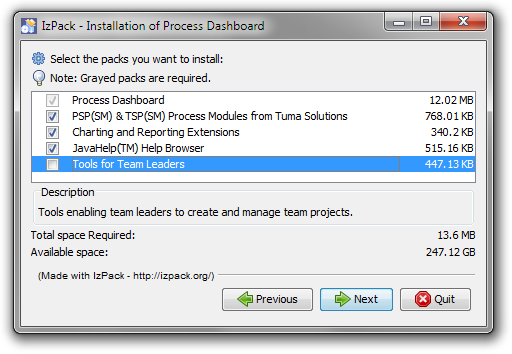 IzPack - Installation of Process Dashboard
Select the packs you want to install:
Note: Grayed packs are required.
Process Dashboard 12.02 MB
PSP(SM) & TSP(SM) Process Modules from Tuma Solutions 768.01 KB
Charting and Reporting Extensions 340.2 KB
JavaHelp(TM) Help Browser 515.16 KB
Tools for Team Leaders 447.13 KB
Description
Tools enabling team leaders to create and manage team projects.
Total space Required: 13.6 MB
Available space: 247.12 GB
(Made with IzPack - http://izpack.org/)
Previous Next Quit